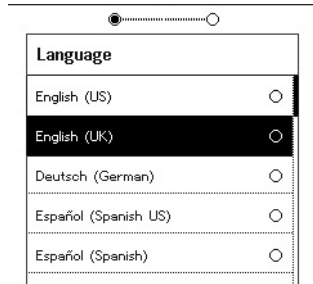 Language
English (US)
English (UK)
Deutsch (German)
Español (Spanish US)
Español (Spanish)